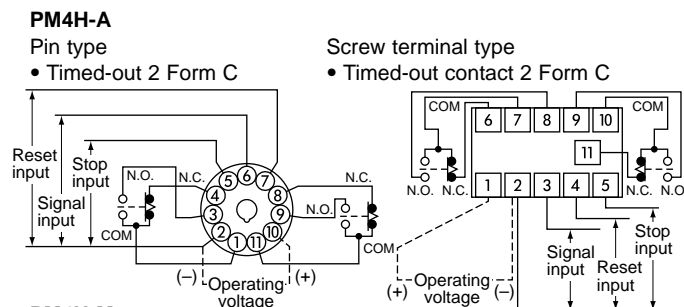 PM4H-A
Pin type
• Timed-out 2 Form C
Reset
input
Signal
input
Stop
input
N.O.
N.C.
COM
5
6
7
4
8
3
9
2
10
1
11
N.C.
N.O.
COM
(–)
Operating
voltage
(+)
Screw terminal type
• Timed-out contact 2 Form C
COM
COM
6
7
8
9
10
11
N.O.
N.C.
1
2
3
4
5
N.C.
N.O.
(+)
Operating
voltage
(–)
Signal
input
Reset
input
Stop
input